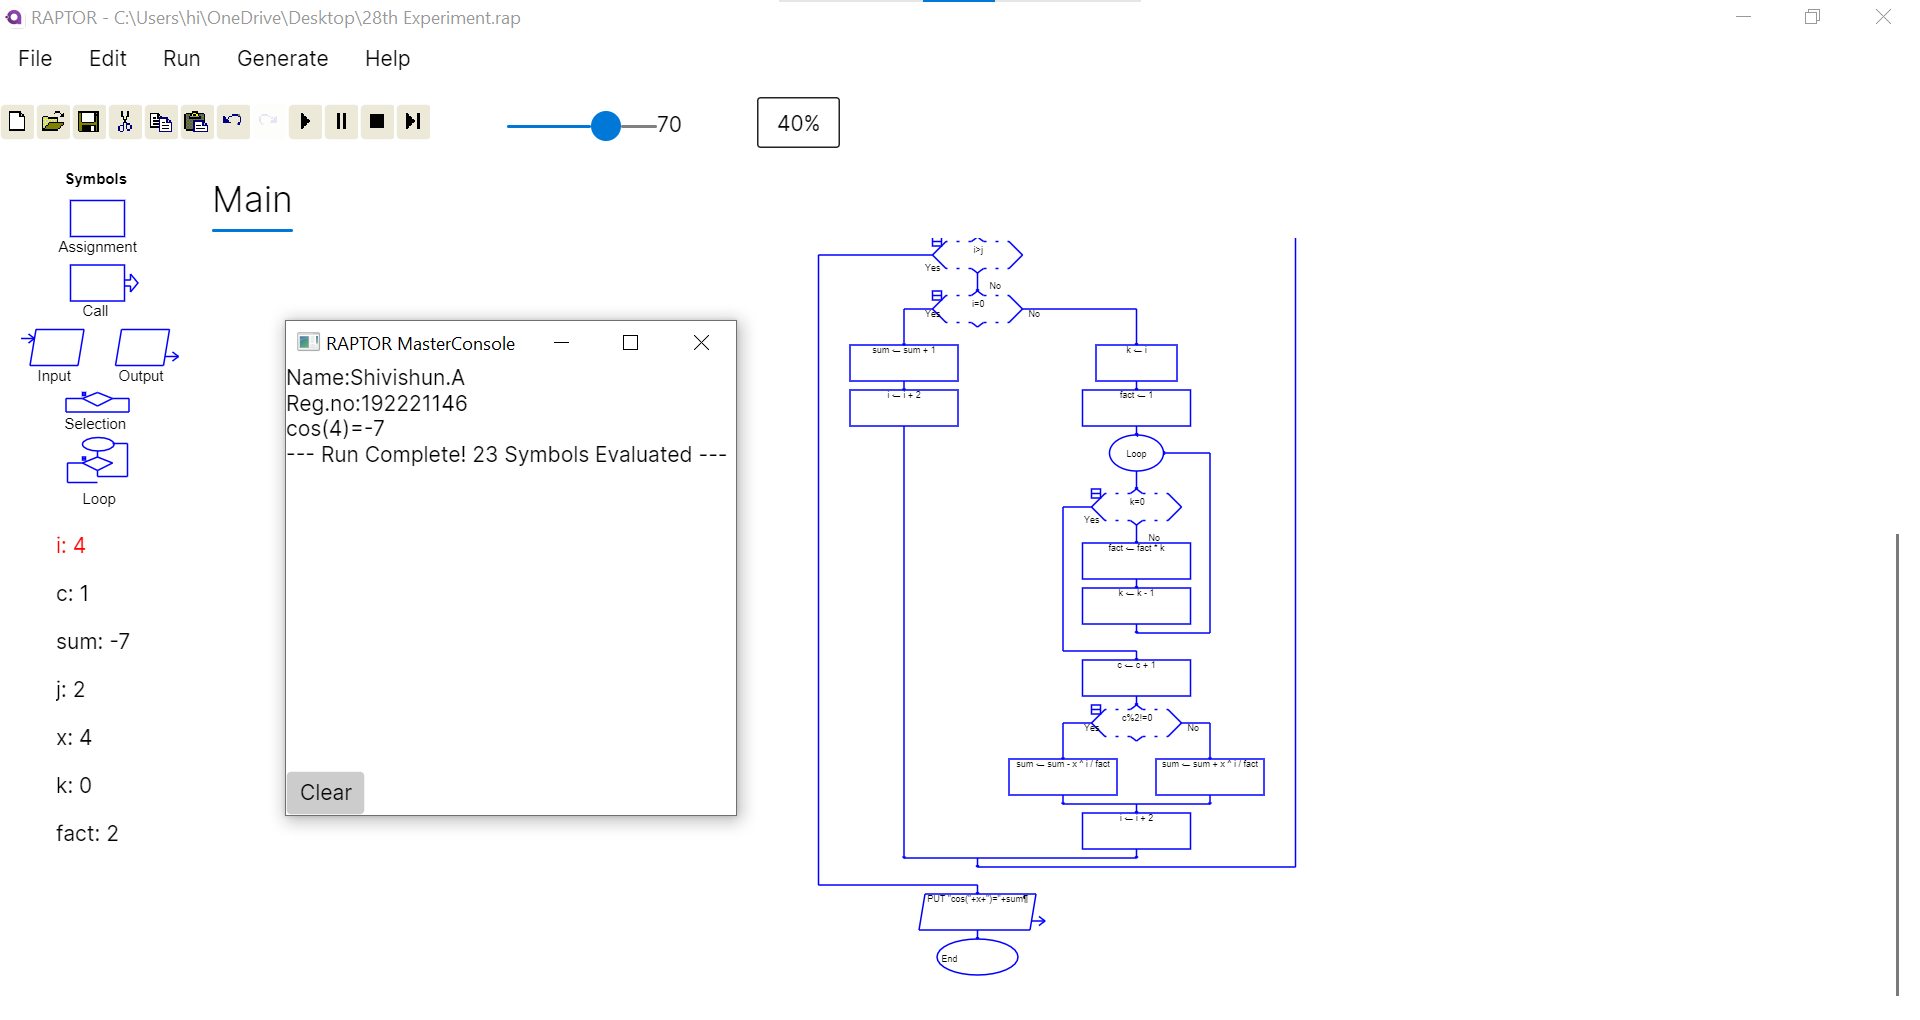 RAPTOR - C:\Users\hi\OneDrive\Desktop\28th Experiment.rap
File Edit Run Generate Help
70
40%
Symbols
Assignment
Call
Input Output
Selection
Loop
i: 4
c: 1
sum: -7
j: 2
x: 4
k: 0
fact: 2
Main
RAPTOR MasterConsole
Name:Shivishun.A
Reg.no:192221146
cos(4)=-7
--- Run Complete! 23 Symbols Evaluated ---
Clear
i>j
Yes
No
i=0
Yes No
sum ← sum + 1
i ← i + 2
k ← i
fact ← 1
Loop
k=0
Yes
No
fact ← fact * k
k ← k - 1
c ← c + 1
c%2!=0
Yes No
sum ← sum - x ^ i / fact
sum ← sum + x ^ i / fact
i ← i + 2
PUT "cos("+x+")="+sum¶
End